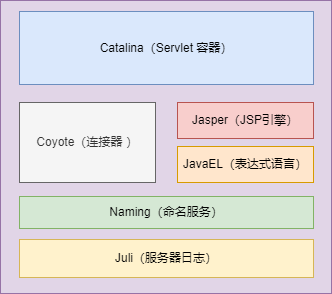 Catalina（Servlet 容器）
Coyote（连接器 ）
Jasper（JSP引擎）
JavaEL（表达式语言）
Naming（命名服务）
Juli（服务器日志）